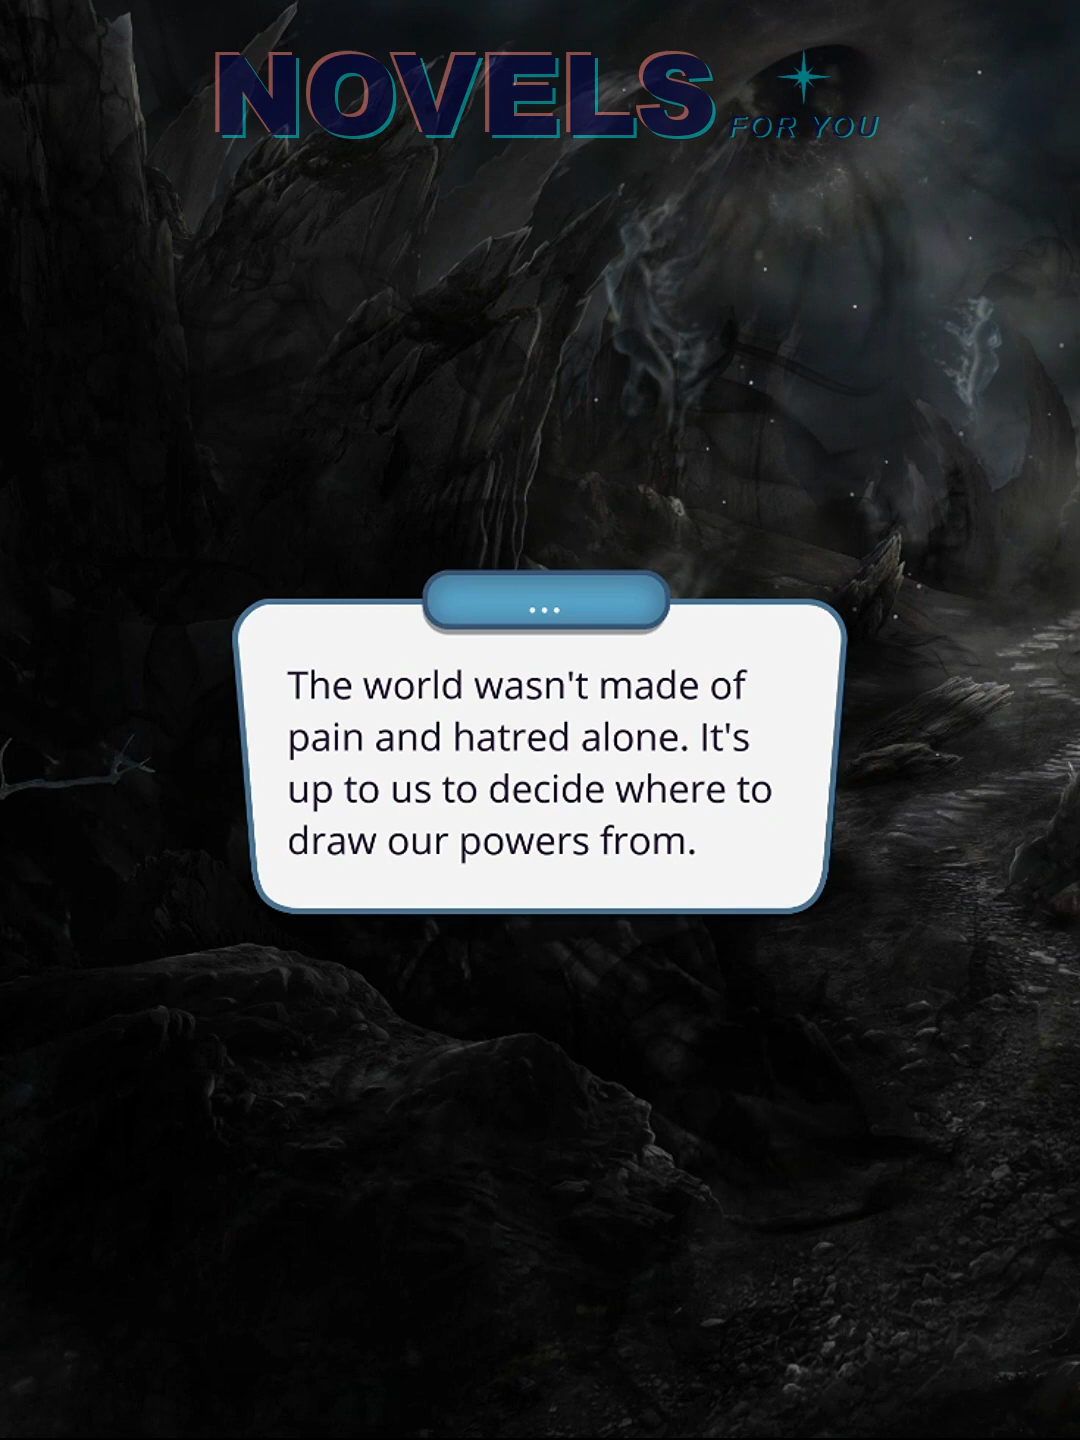 NOVELS
FOR YOU
...
The world wasn't made of
pain and hatred alone. It's
up to us to decide where to
draw our powers from.